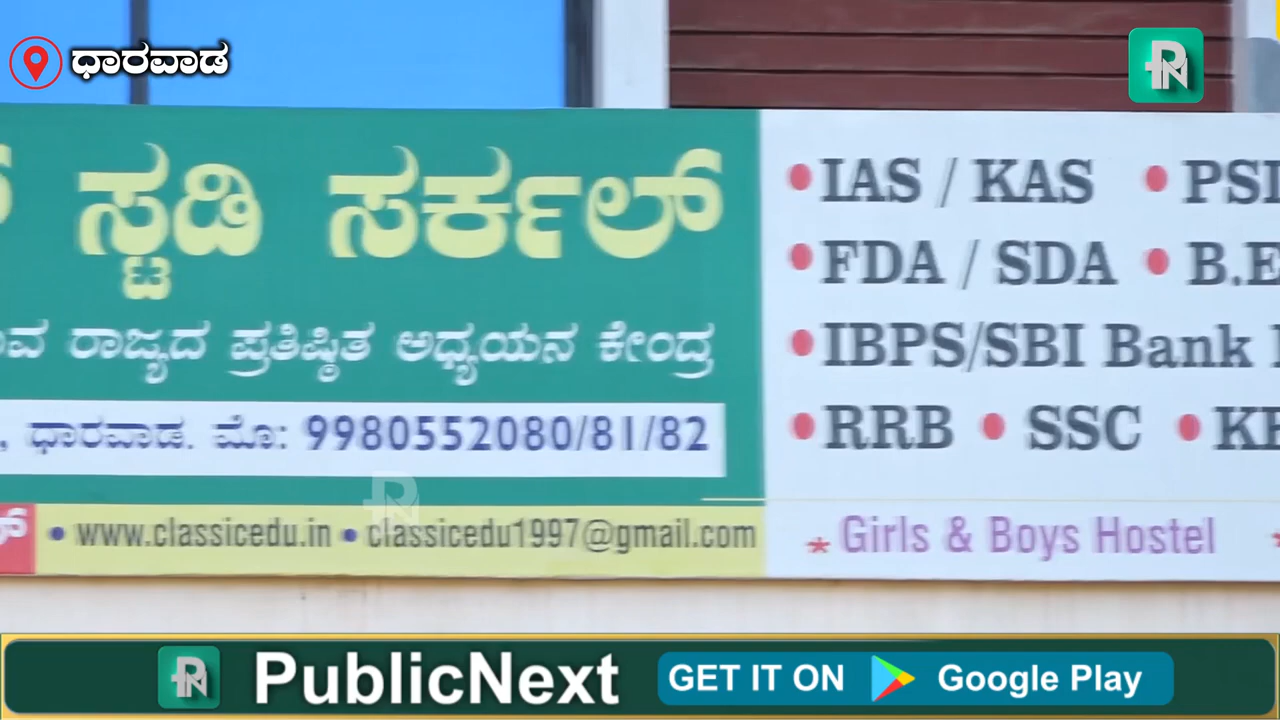 ಧಾರವಾಡ
ಸ್ಟಡಿ ಸರ್ಕಲ್
ರಾಜ್ಯದ ಪ್ರತಿಷ್ಠಿತ ಅಧ್ಯಯನ ಕೇಂದ್ರ
, ಧಾರವಾಡ. ಮೊ: 9980552080/81/82
• www.classicedu.in • classicedu1997@gmail.com
• IAS / KAS • PSI
• FDA / SDA • B.E
• IBPS/SBI Bank
• RRB • SSC •
* Girls & Boys Hostel *
PublicNext GET IT ON Google Play